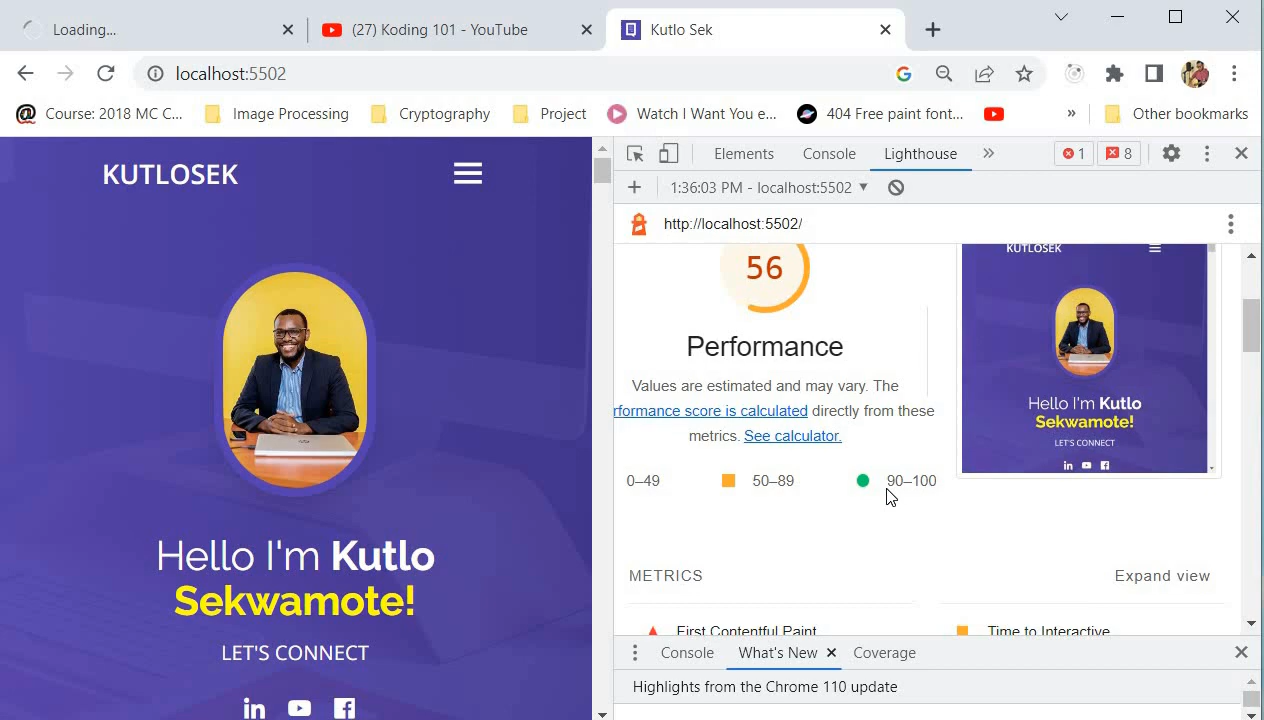 Loading...
(27) Koding 101 - YouTube
Kutlo Sek
localhost:5502
Course: 2018 MC C...
Image Processing
Cryptography
Project
Watch I Want You e...
404 Free paint font...
»
Other bookmarks
KUTLOSEK
Hello I'm Kutlo
Sekwamote!
LET'S CONNECT
Elements
Console
Lighthouse
»
1
8
1:36:03 PM - localhost:5502
http://localhost:5502/
56
Performance
Values are estimated and may vary. The
rformance score is calculated directly from these
metrics. See calculator.
0–49
50–89
90–100
KUTLOSEK
Hello I'm Kutlo
Sekwamote!
LET'S CONNECT
METRICS
Expand view
First Contentful Paint
Time to Interactive
Console
What's New
Coverage
Highlights from the Chrome 110 update